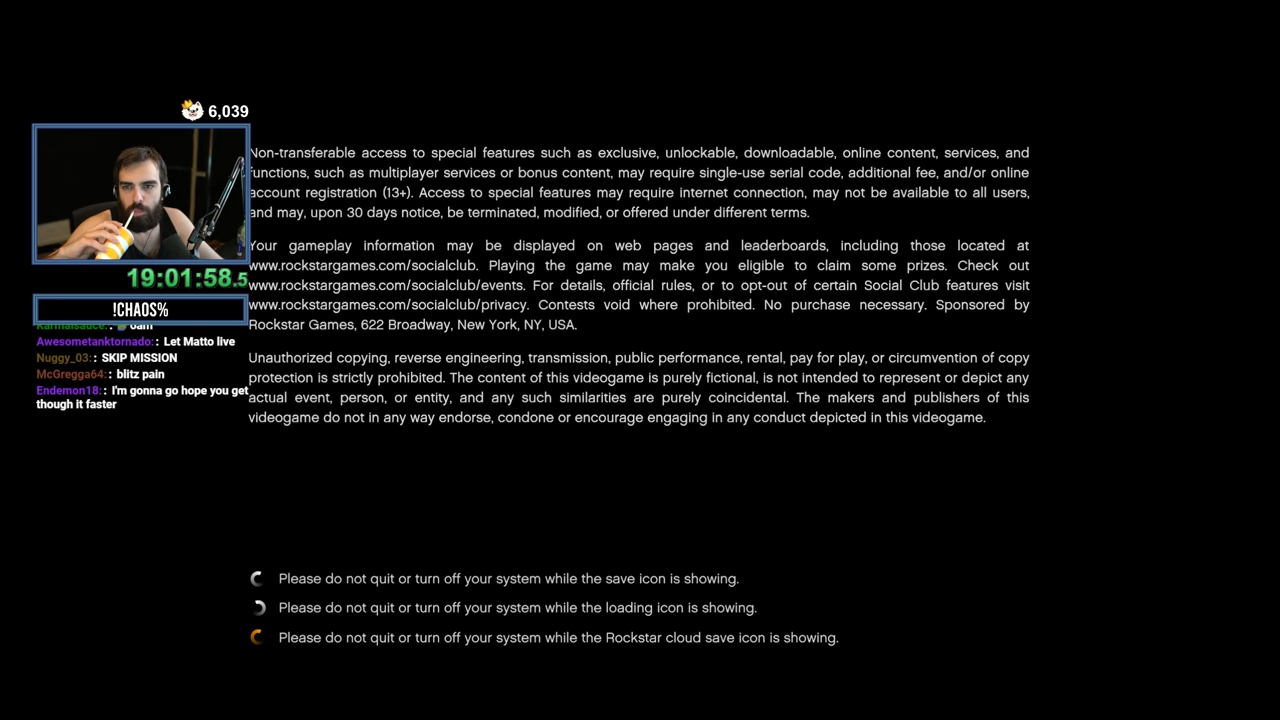 6,039
Non-transferable access to special features such as exclusive, unlockable, downloadable, online content, services, and
functions, such as multiplayer services or bonus content, may require single-use serial code, additional fee, and/or online
account registration (13+). Access to special features may require internet connection, may not be available to all users,
and may, upon 30 days notice, be terminated, modified, or offered under different terms.
Your gameplay information may be displayed on web pages and leaderboards, including those located at
www.rockstargames.com/socialclub. Playing the game may make you eligible to claim some prizes. Check out
www.rockstargames.com/socialclub/events. For details, official rules, or to opt-out of certain Social Club features visit
www.rockstargames.com/socialclub/privacy. Contests void where prohibited. No purchase necessary. Sponsored by
Rockstar Games, 622 Broadway, New York, NY, USA.
Unauthorized copying, reverse engineering, transmission, public performance, rental, pay for play, or circumvention of copy
protection is strictly prohibited. The content of this videogame is purely fictional, is not intended to represent or depict any
actual event, person, or entity, and any such similarities are purely coincidental. The makers and publishers of this
videogame do not in any way endorse, condone or encourage engaging in any conduct depicted in this videogame.
19:01:58.5
!CHAOS%
Awesometanktornado: : Let Matto live
Nuggy_03: : SKIP MISSION
McGregga64: : blitz pain
Endemon18: : I'm gonna go hope you get
though it faster
Please do not quit or turn off your system while the save icon is showing.
Please do not quit or turn off your system while the loading icon is showing.
Please do not quit or turn off your system while the Rockstar cloud save icon is showing.